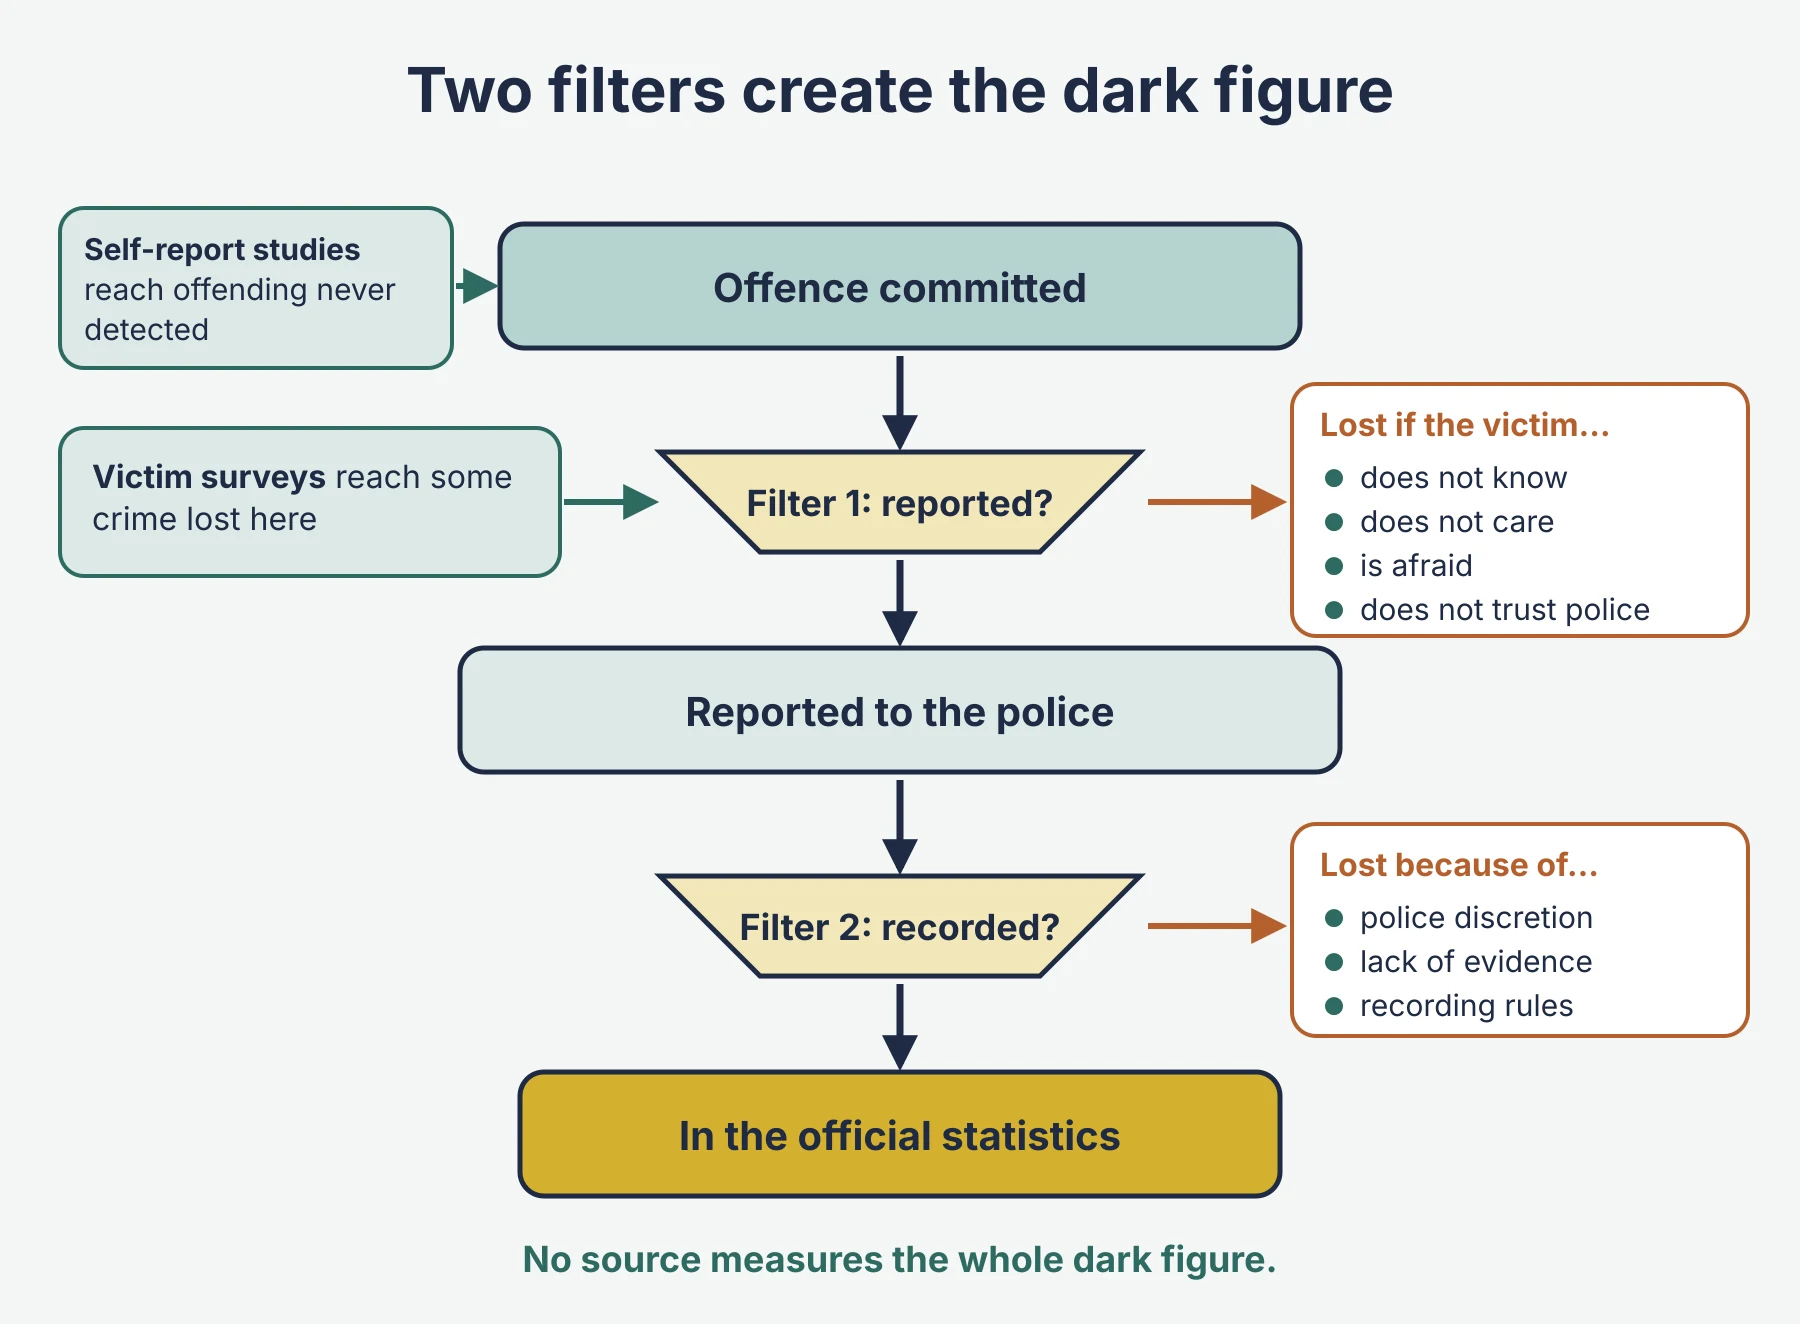 Two filters create the dark figure
Self-report studies
reach offending never
detected
Offence committed
Victim surveys reach some
crime lost here
Filter 1: reported?
Lost if the victim...
does not know
does not care
is afraid
does not trust police
Reported to the police
Filter 2: recorded?
Lost because of...
police discretion
lack of evidence
recording rules
In the official statistics
No source measures the whole dark figure.